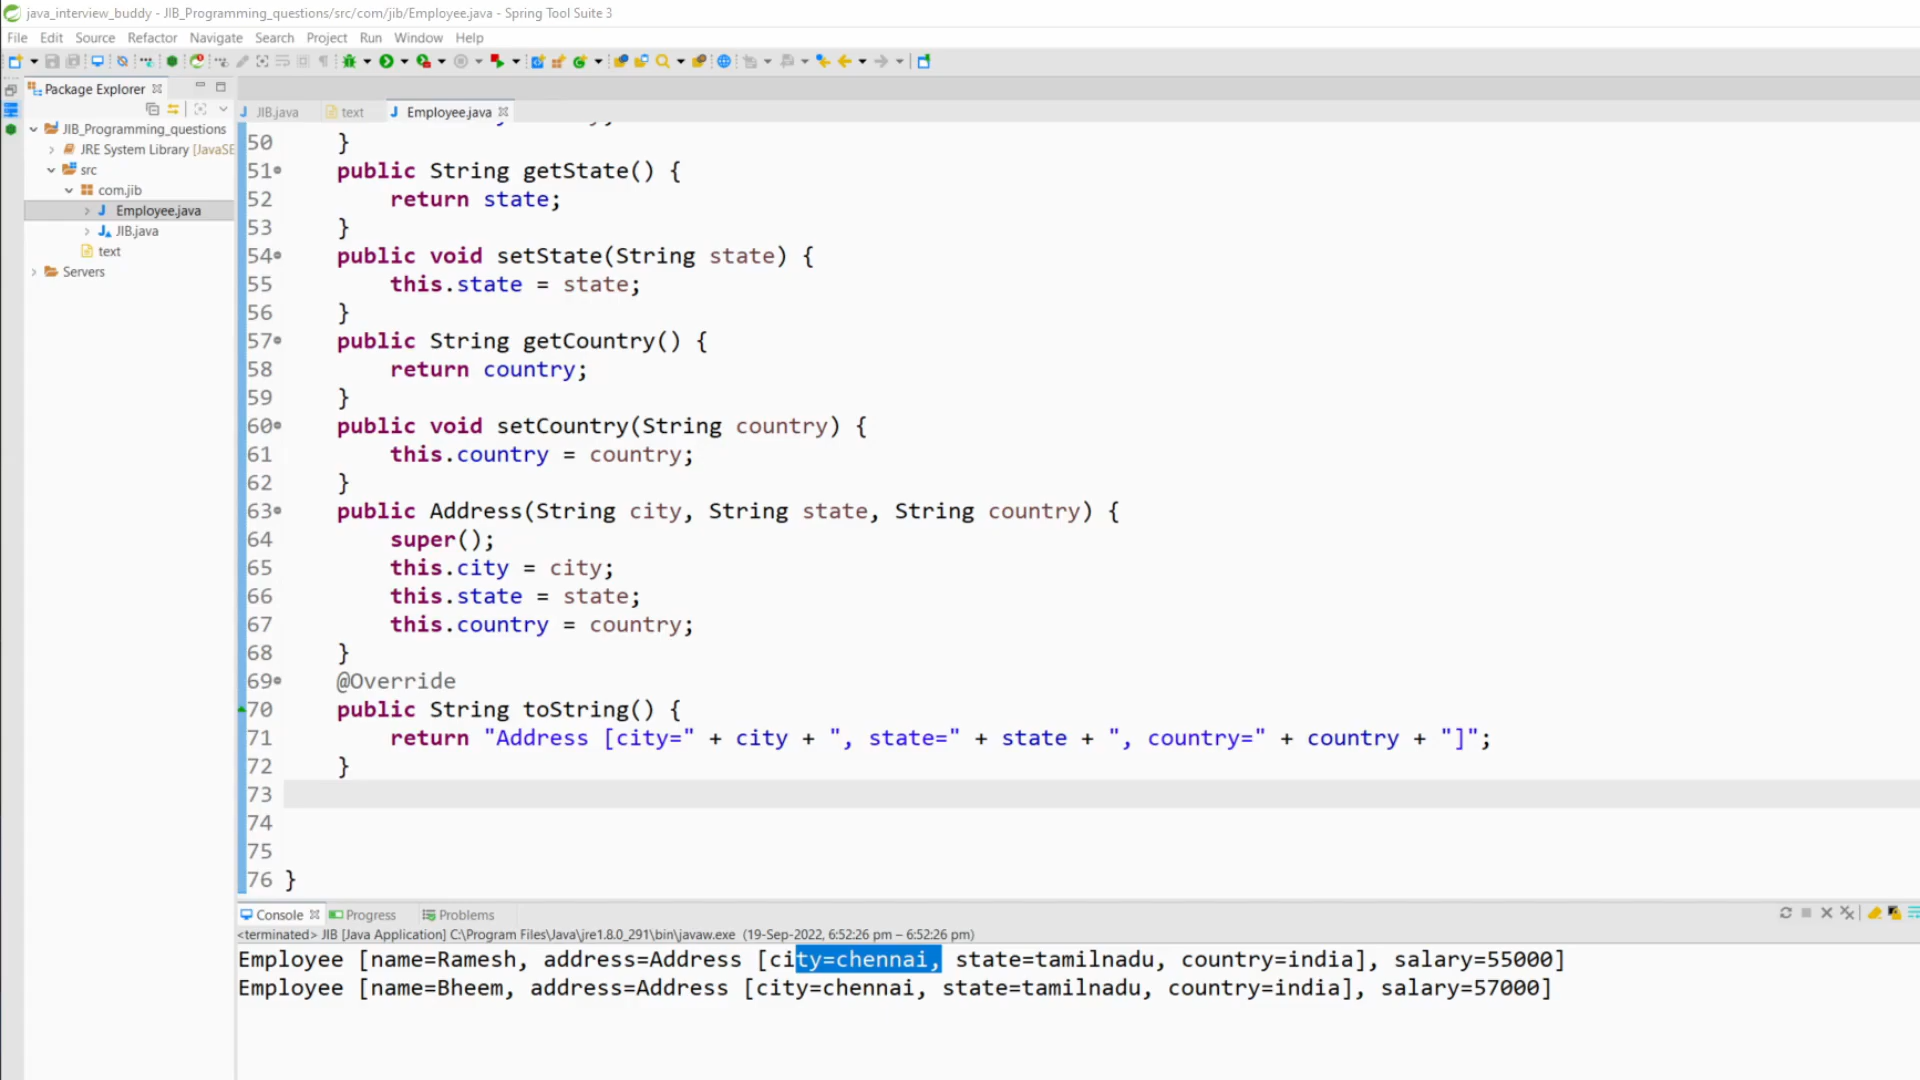 java_interview_buddy - JIB_Programming_questions/src/com/jib/Employee.java - Spring Tool Suite 3
File Edit Source Refactor Navigate Search Project Run Window Help
Package Explorer
JIB.java text Employee.java
JIB_Programming_questions
JRE System Library [JavaSE
src
com.jib
Employee.java
JIB.java
text
Servers
50 }
51 public String getState() {
52 return state;
53 }
54 public void setState(String state) {
55 this.state = state;
56 }
57 public String getCountry() {
58 return country;
59 }
60 public void setCountry(String country) {
61 this.country = country;
62 }
63 public Address(String city, String state, String country) {
64 super();
65 this.city = city;
66 this.state = state;
67 this.country = country;
68 }
69 @Override
70 public String toString() {
71 return "Address [city=" + city + ", state=" + state + ", country=" + country + "]";
72 }
73
74
75
76 }
Console Progress Problems
<terminated> JIB [Java Application] C:\Program Files\Java\jre1.8.0_291\bin\javaw.exe (19-Sep-2022, 6:52:26 pm – 6:52:26 pm)
Employee [name=Ramesh, address=Address [city=chennai, state=tamilnadu, country=india], salary=55000]
Employee [name=Bheem, address=Address [city=chennai, state=tamilnadu, country=india], salary=57000]